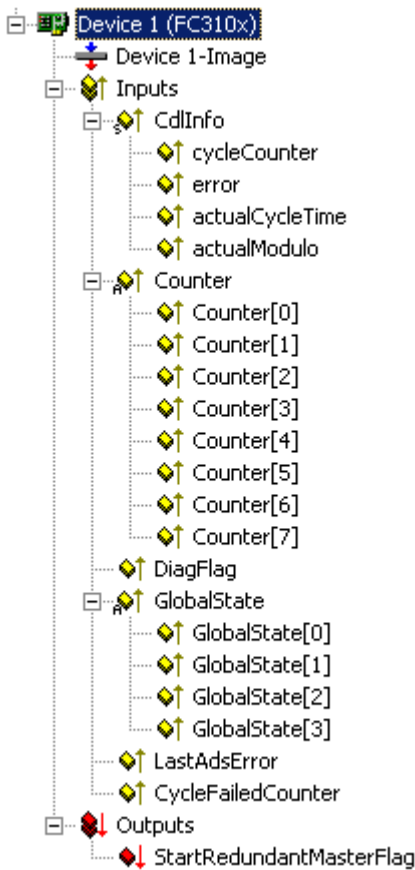 Device 1 (FC310x)
Device 1-Image
Inputs
S
CdlInfo
cycleCounter
error
actualCycleTime
actualModulo
A
Counter
Counter[0]
Counter[1]
Counter[2]
Counter[3]
Counter[4]
Counter[5]
Counter[6]
Counter[7]
DiagFlag
A
GlobalState
GlobalState[0]
GlobalState[1]
GlobalState[2]
GlobalState[3]
LastAdsError
CycleFailedCounter
Outputs
StartRedundantMasterFlag